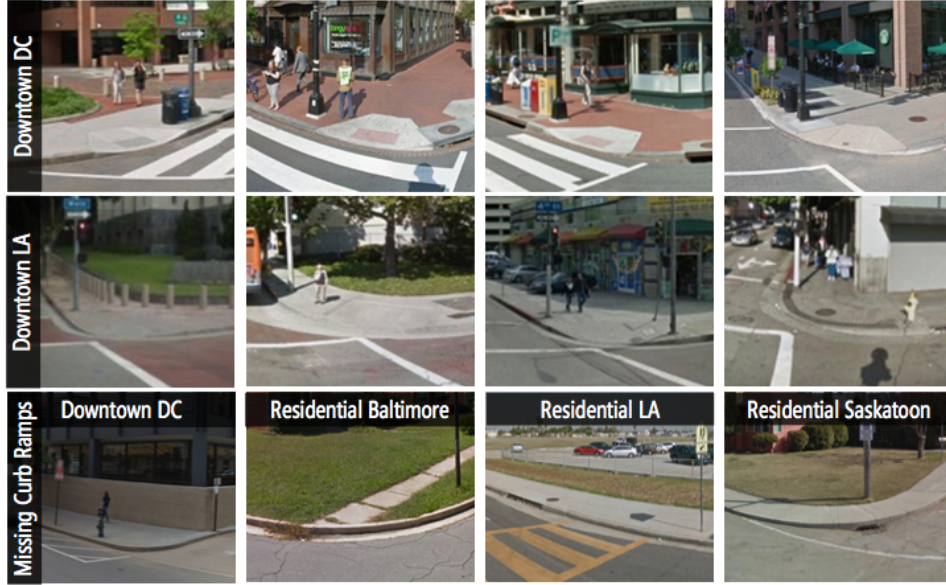 Downtown DC
Downtown LA
Missing Curb Ramps
Downtown DC
Residential Baltimore
Residential LA
Residential Saskatoon